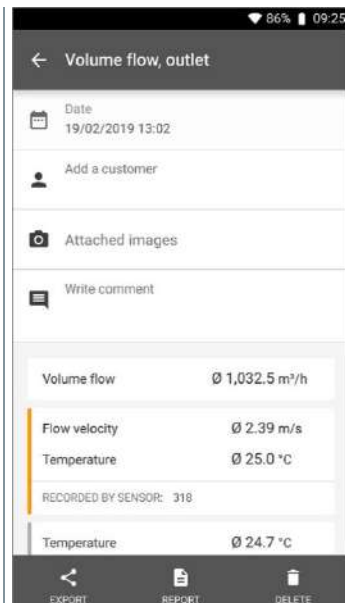 86% 09:25
Volume flow, outlet
Date
19/02/2019 13:02
Add a customer
Attached images
Write comment
Volume flow Ø 1,032.5 m³/h
Flow velocity Ø 2.39 m/s
Temperature Ø 25.0 °C
RECORDED BY SENSOR: 318
Temperature Ø 24.7 °C
EXPORT REPORT DELETE